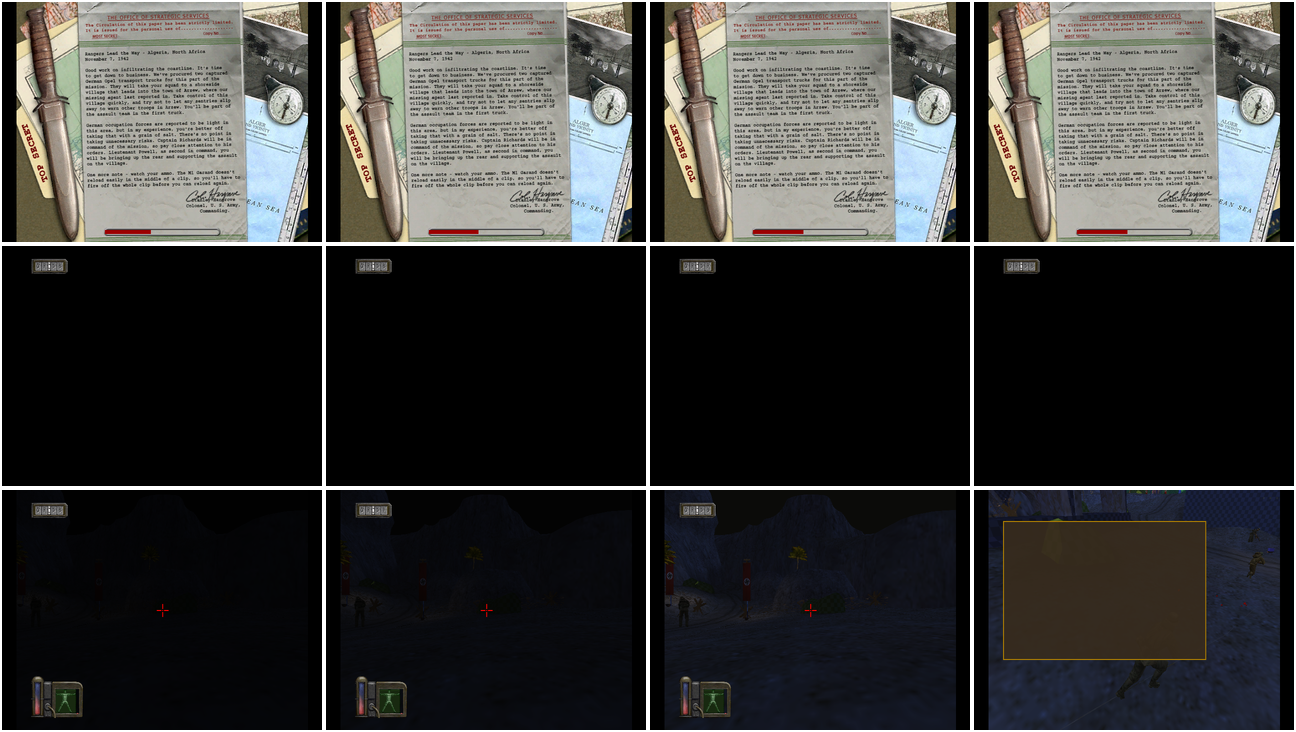 THE OFFICE OF STRATEGIC SERVICES
The Circulation of this paper has been strictly limited.
It is issued for the personal use of
MOST SECRET
Copy No.
Rangers Lead the Way - Algeria, North Africa
November 7, 1942
Good work on infiltrating the coastline. It's time
to get down to business. We've procured two captured
German Opel transport trucks for this part of the
mission. They will take your squad to a shoreside
village that leads into the town of Arzew, where our
missing agent last reported in. Take control of this
village quickly, and try not to let any sentries slip
away to warn other troops in Arzew. You'll be part of
the assault team in the first truck.
German occupation forces are reported to be light in
this area, but in my experience, you're better off
taking that with a grain of salt. There's no point in
taking unnecessary risks. Captain Richards will be in
command of the mission, so pay close attention to his
orders. Lieutenant Powell, as second in command, you
will be bringing up the rear and supporting the assault
on the village.
One more note - watch your ammo. The M1 Garand doesn't
reload easily in the middle of a clip, so you'll have to
fire off the whole clip before you can reload again.
Colonel, U. S. Army,
Commanding.
TOP SECRET
ALGER
EAN SEA